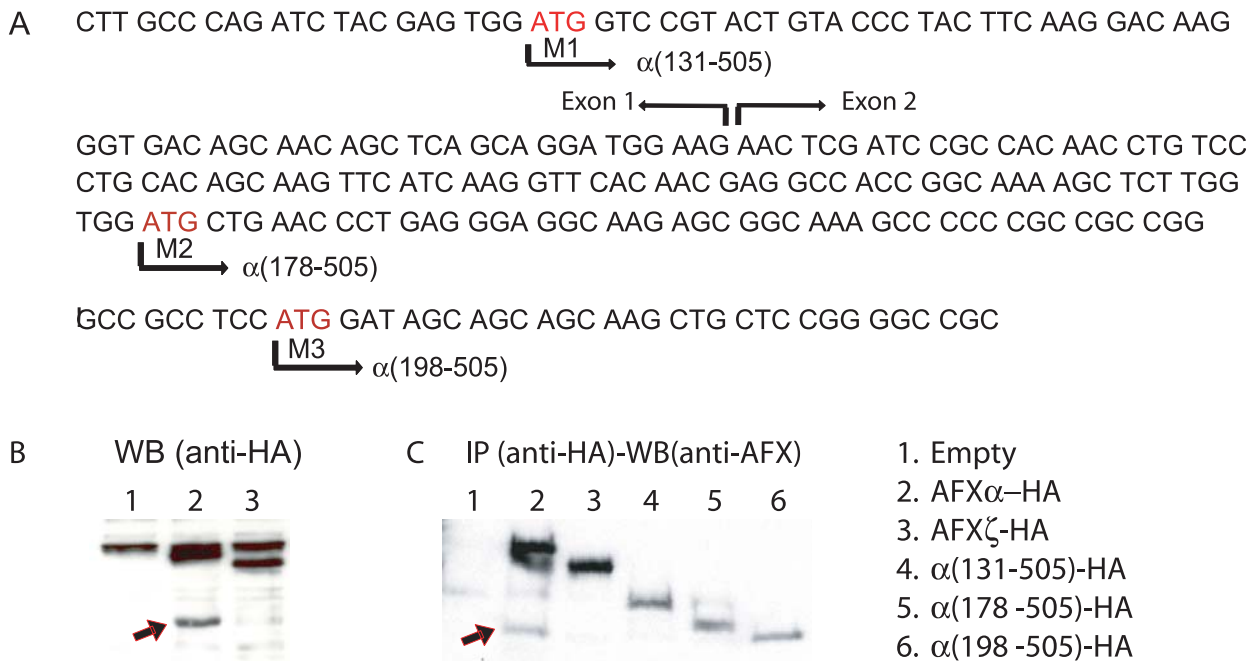 A CTT GCC CAG ATC TAC GAG TGG ATG GTC CGT ACT GTA CCC TAC TTC AAG GAC AAG
M1 α(131-505)
Exon 1 Exon 2
GGT GAC AGC AAC AGC TCA GCA GGA TGG AAG AAC TCG ATC CGC CAC AAC CTG TCC
CTG CAC AGC AAG TTC ATC AAG GTT CAC AAC GAG GCC ACC GGC AAA AGC TCT TGG
TGG ATG CTG AAC CCT GAG GGA GGC AAG AGC GGC AAA GCC CCC CGC CGC CGG
M2 α(178-505)
GCC GCC TCC ATG GAT AGC AGC AGC AAG CTG CTC CGG GGC CGC
M3 α(198-505)
B WB (anti-HA)
1 2 3
C IP (anti-HA)-WB(anti-AFX)
1 2 3 4 5 6
1. Empty
2. AFXα–HA
3. AFXζ-HA
4. α(131-505)-HA
5. α(178 -505)-HA
6. α(198 -505)-HA